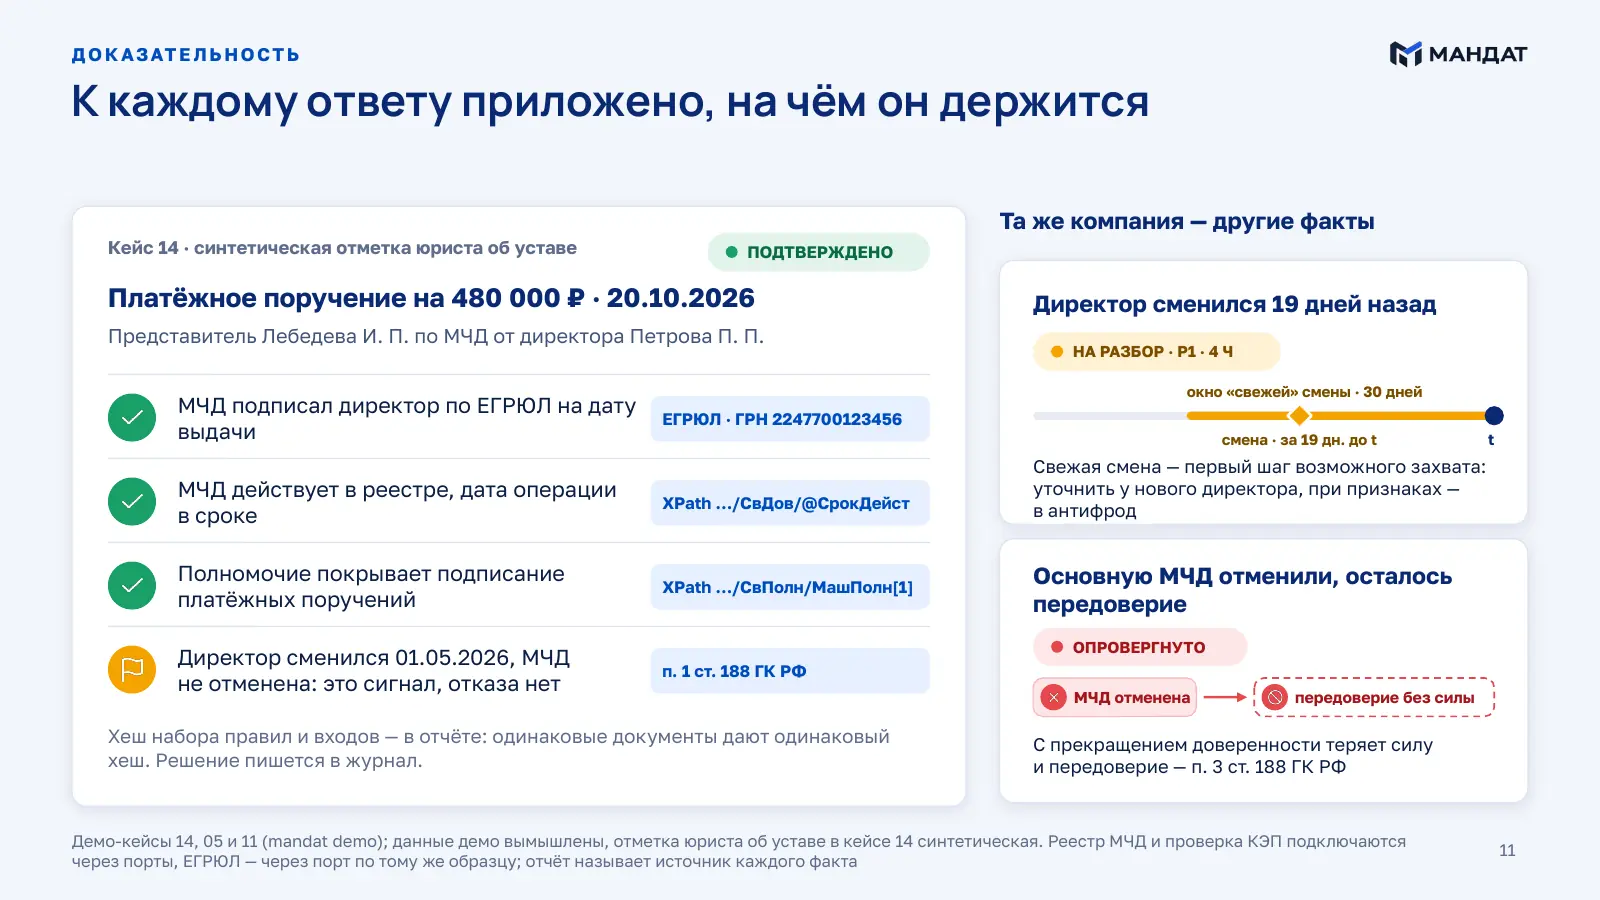 ДОКАЗАТЕЛЬНОСТЬ
МАНДАТ
К каждому ответу приложено, на чём он держится
Кейс 14 · синтетическая отметка юриста об уставе
ПОДТВЕРЖДЕНО
Платёжное поручение на 480 000 ₽ · 20.10.2026
Представитель Лебедева И. П. по МЧД от директора Петрова П. П.
МЧД подписал директор по ЕГРЮЛ на дату
выдачи
ЕГРЮЛ · ГРН 2247700123456
МЧД действует в реестре, дата операции
в сроке
XPath …/СвДов/@СрокДейст
Полномочие покрывает подписание
платёжных поручений
XPath …/СвПолн/МашПолн[1]
Директор сменился 01.05.2026, МЧД
не отменена: это сигнал, отказа нет
п. 1 ст. 188 ГК РФ
Хеш набора правил и входов — в отчёте: одинаковые документы дают одинаковый
хеш. Решение пишется в журнал.
Та же компания — другие факты
Директор сменился 19 дней назад
НА РАЗБОР · P1 · 4 Ч
окно «свежей» смены · 30 дней
смена · за 19 дн. до t
t
Свежая смена — первый шаг возможного захвата:
уточнить у нового директора, при признаках —
в антифрод
Основную МЧД отменили, осталось
передоверие
ОПРОВЕРГНУТО
МЧД отменена
передоверие без силы
С прекращением доверенности теряет силу
и передоверие — п. 3 ст. 188 ГК РФ
Демо-кейсы 14, 05 и 11 (mandat demo); данные демо вымышлены, отметка юриста об уставе в кейсе 14 синтетическая. Реестр МЧД и проверка КЭП подключаются
через порты, ЕГРЮЛ — через порт по тому же образцу; отчёт называет источник каждого факта
11